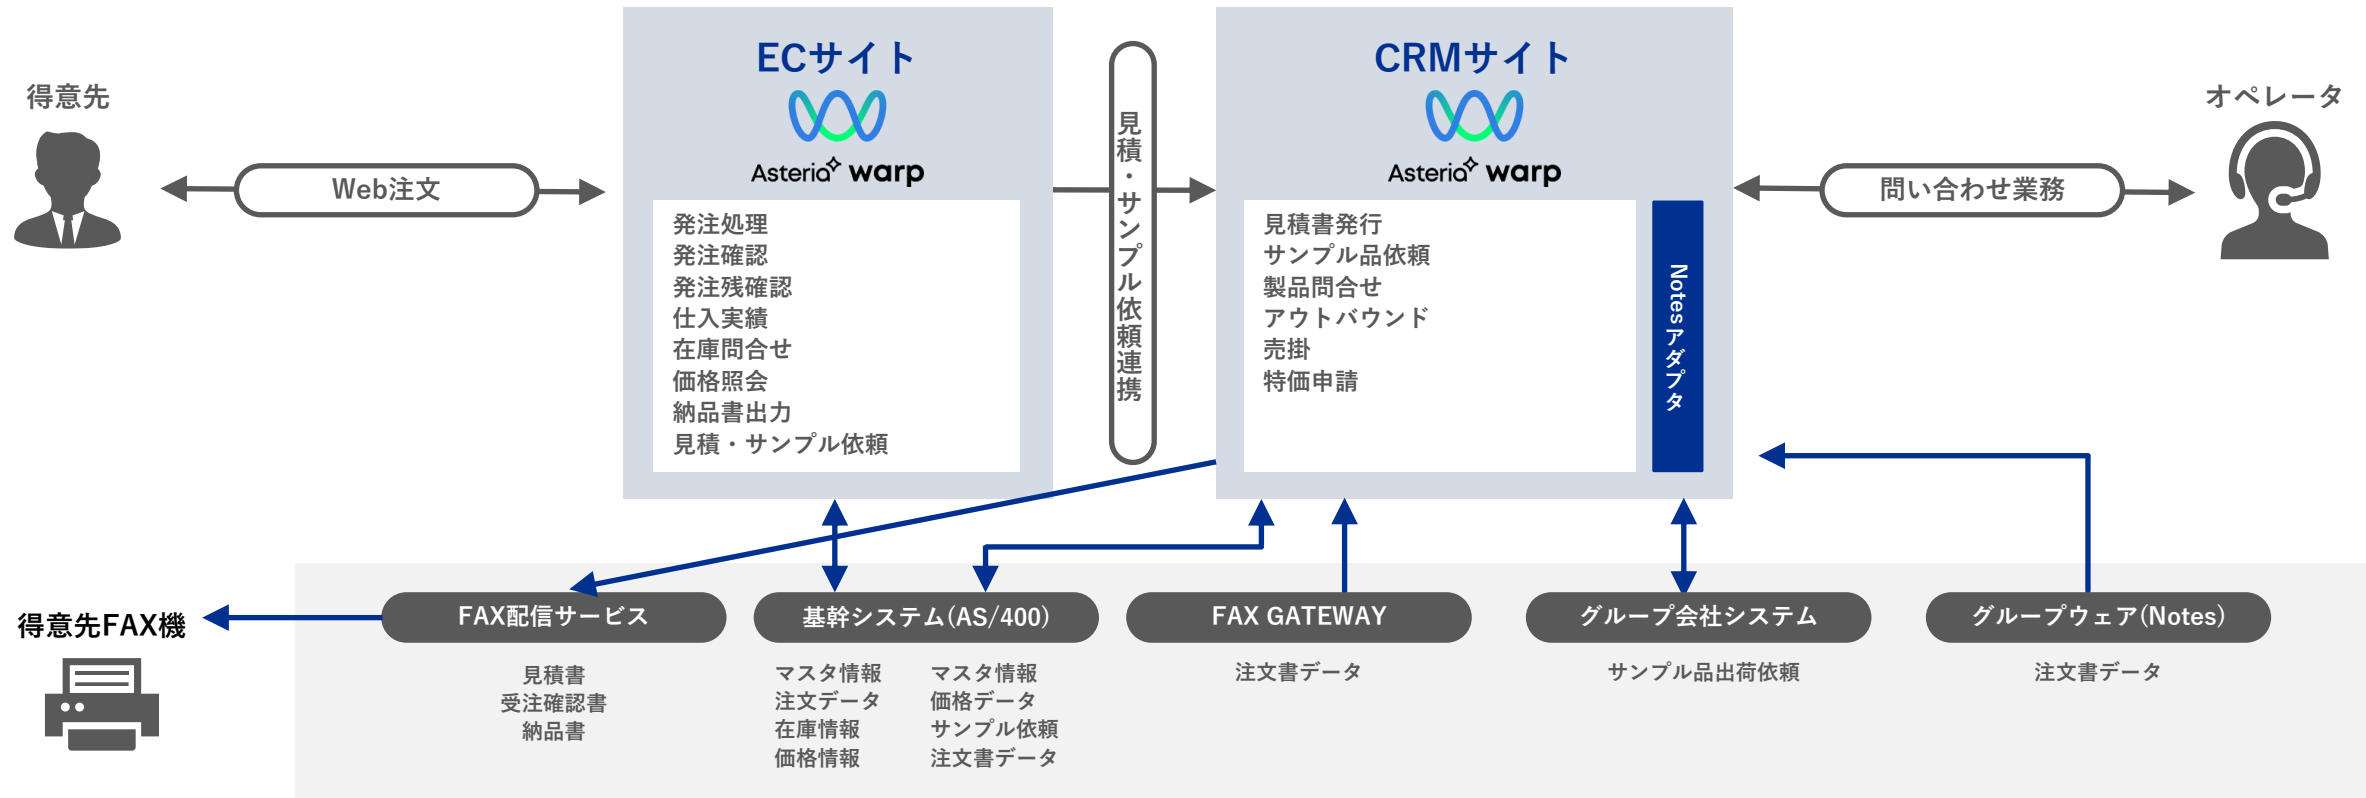 得意先
Web注文
ECサイト
Asteria warp
発注処理
発注確認
発注残確認
仕入実績
在庫問合せ
価格照会
納品書出力
見積・サンプル依頼
見積・サンプル依頼連携
CRMサイト
Asteria warp
見積書発行
サンプル品依頼
製品問合せ
アウトバウンド
売掛
特価申請
Notesアダプタ
問い合わせ業務
オペレータ
得意先FAX機
FAX配信サービス
見積書
受注確認書
納品書
基幹システム(AS/400)
マスタ情報
注文データ
在庫情報
価格情報
マスタ情報
価格データ
サンプル依頼
注文書データ
FAX GATEWAY
注文書データ
グループ会社システム
サンプル品出荷依頼
グループウェア(Notes)
注文書データ